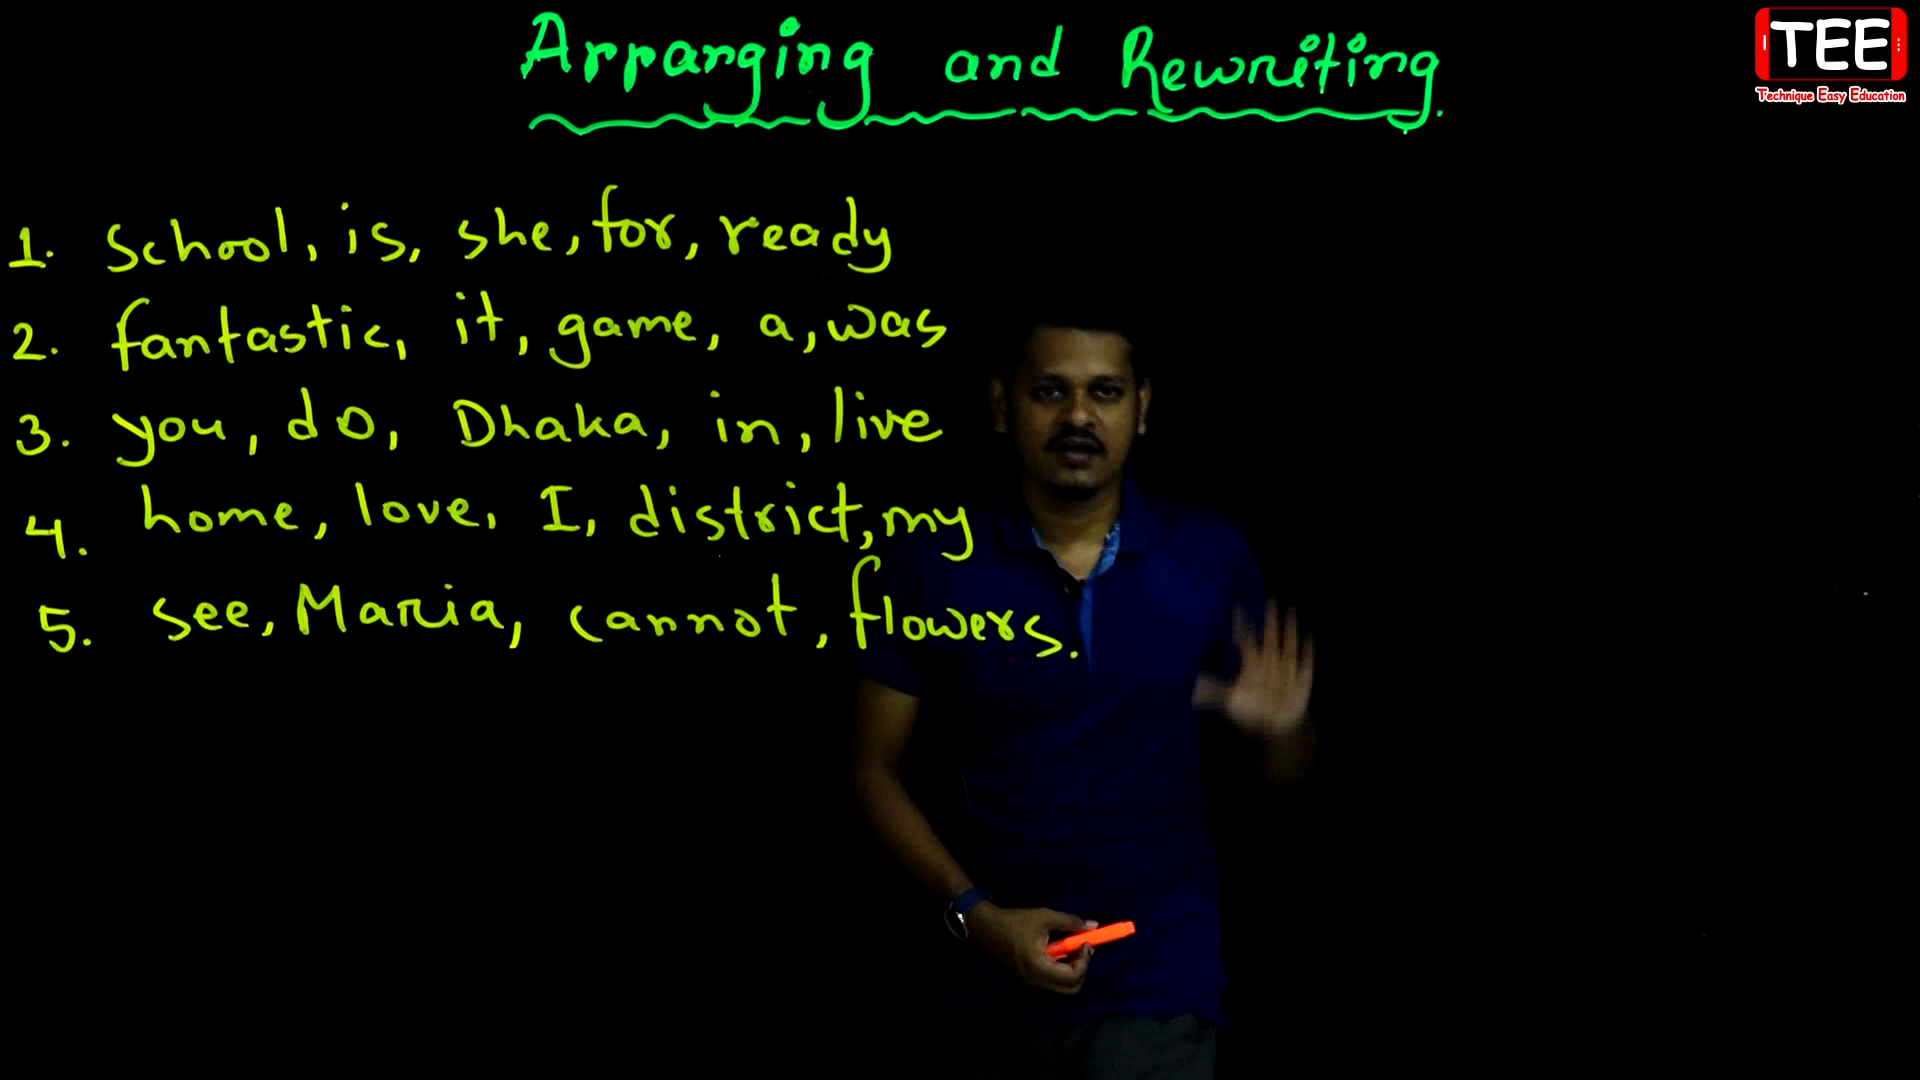 Arranging and Rewriting.
TEE
Technique Easy Education
1. School, is, she, for, ready
2. fantastic, it, game, a, was
3. you, do, Dhaka, in, live
4. home, love, I, district, my
5. see, Maria, cannot, flowers.